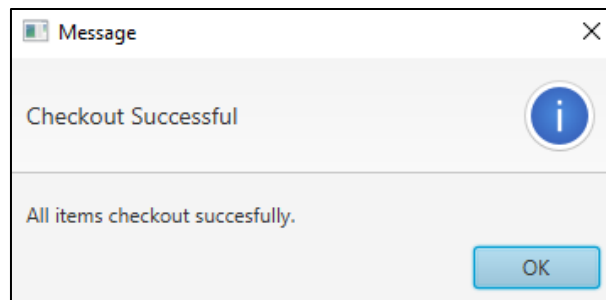 Message
Checkout Successful
All items checkout succesfully.
OK